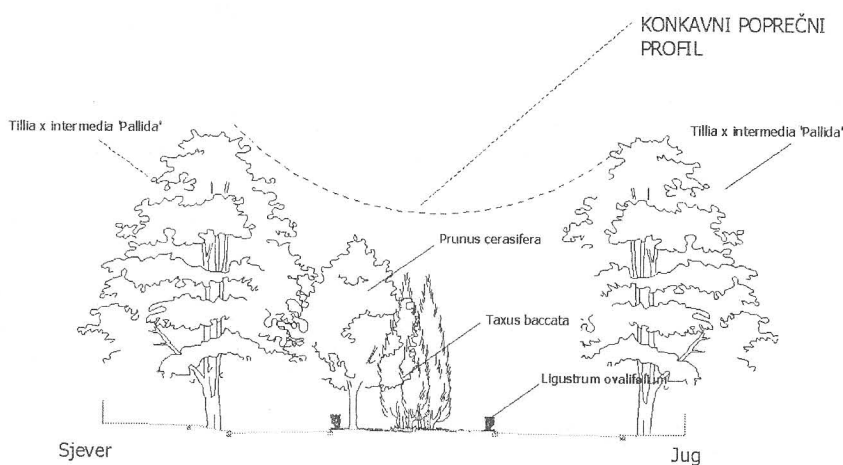 KONKAVNI POPREČNI
PROFIL
Tillia x intermedia 'Pallida'
Tillia x intermedia 'Pallida'
Prunus cerasifera
Taxus baccata
Ligustrum ovalifolium
Sjever
Jug